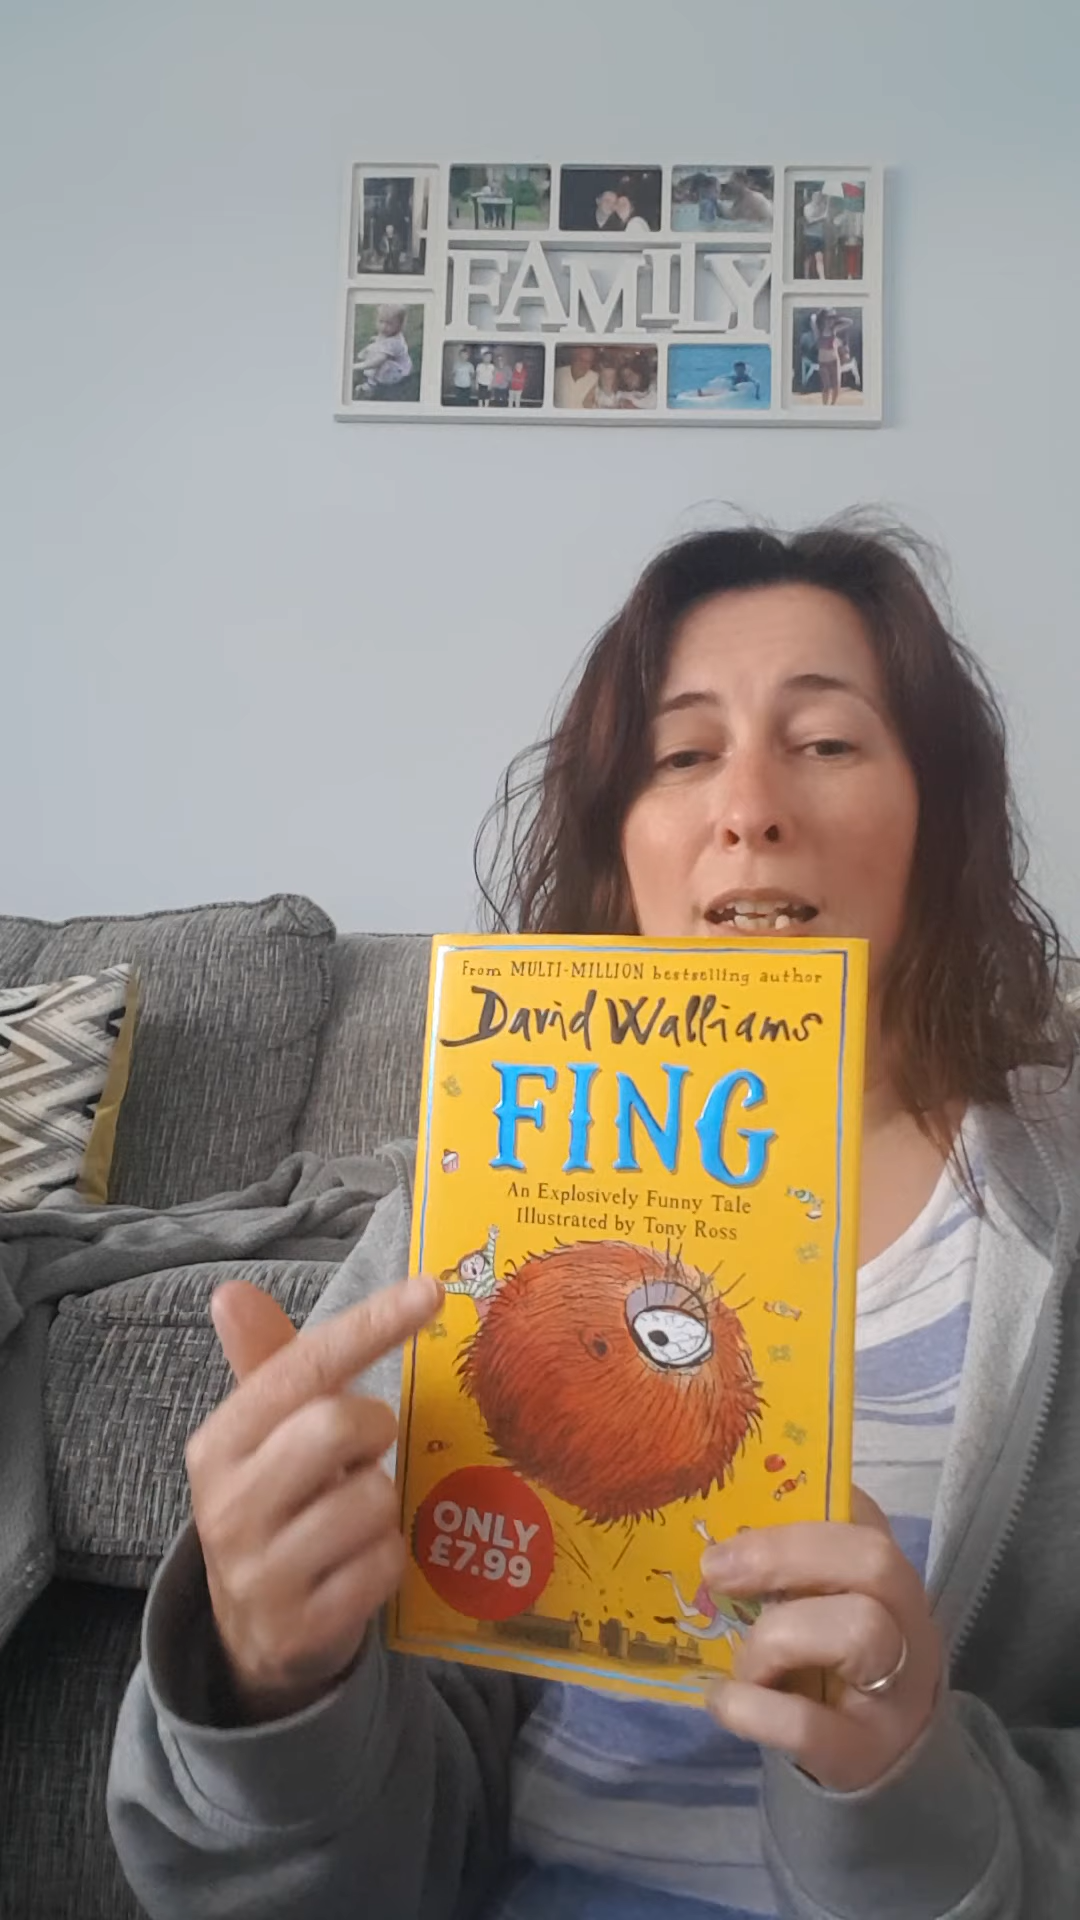 FAMILY
From MULTI-MILLION bestselling author
David Walliams
FING
An Explosively Funny Tale
Illustrated by Tony Ross
ONLY
£7.99